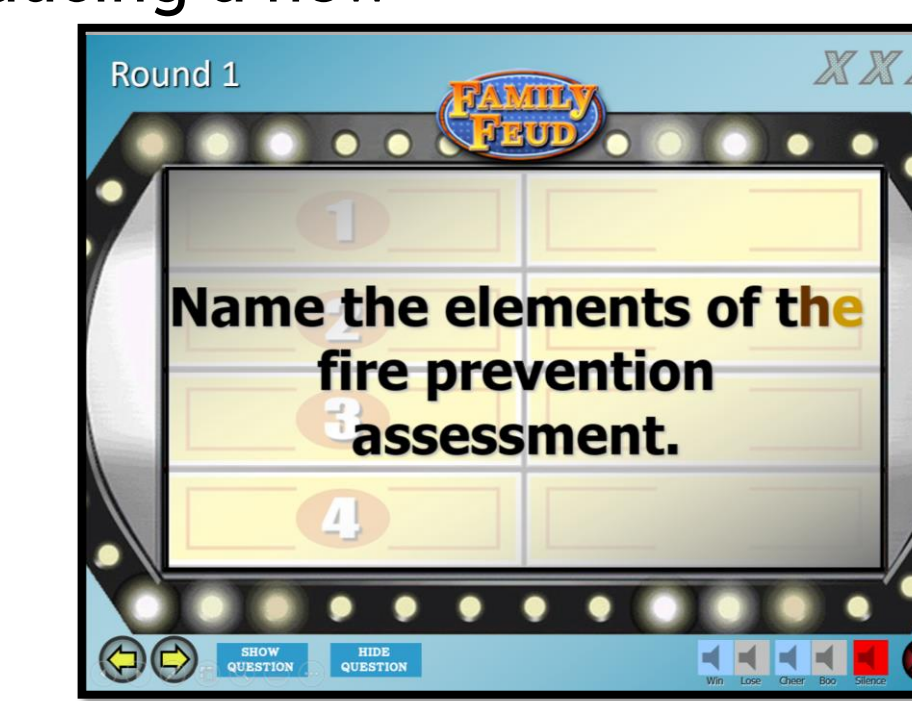 Round 1
X X
FAMILY
FEUD
1
2
3
4
Name the elements of the
fire prevention
assessment.
SHOW
QUESTION
HIDE
QUESTION
Win Lose Cheer Boo Silence